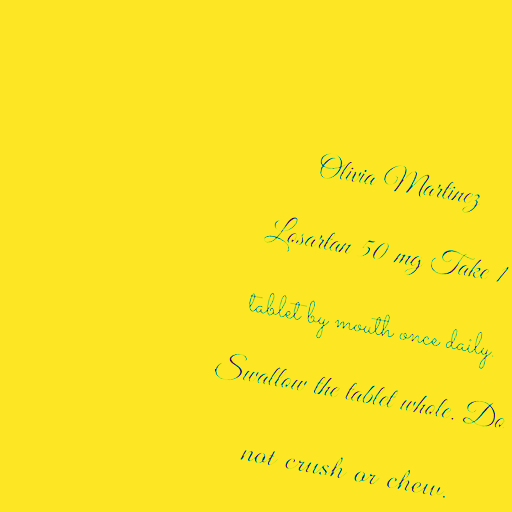 Olivia Martinez
Losartan 50 mg Take 1
tablet by mouth once daily.
Swallow the tablet whole. Do
not crush or chew.